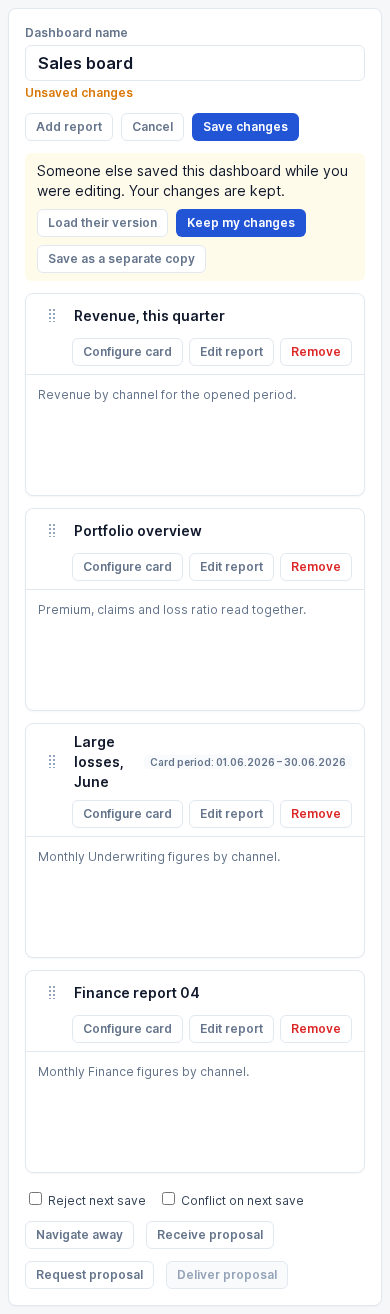 Dashboard name
Sales board
Unsaved changes
Add report Cancel Save changes
Someone else saved this dashboard while you
were editing. Your changes are kept.
Load their version Keep my changes
Save as a separate copy
Revenue, this quarter
Configure card Edit report Remove
Revenue by channel for the opened period.
Portfolio overview
Configure card Edit report Remove
Premium, claims and loss ratio read together.
Large
losses,
June
Card period: 01.06.2026 – 30.06.2026
Configure card Edit report Remove
Monthly Underwriting figures by channel.
Finance report 04
Configure card Edit report Remove
Monthly Finance figures by channel.
Reject next save Conflict on next save
Navigate away Receive proposal
Request proposal Deliver proposal